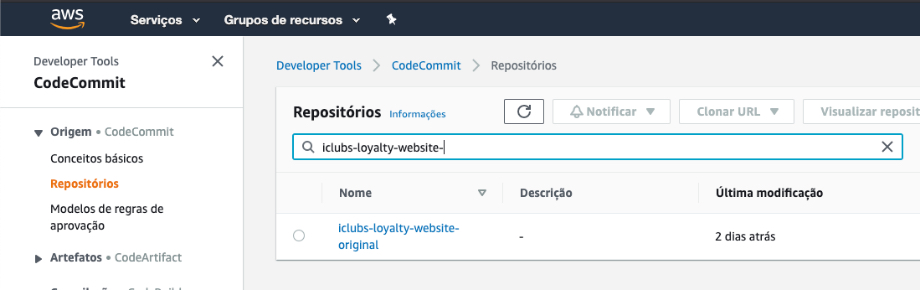 aws
Serviços
Grupos de recursos
Developer Tools
CodeCommit
Origem • CodeCommit
Conceitos básicos
Repositórios
Modelos de regras de
aprovação
Artefatos • CodeArtifact
Developer Tools > CodeCommit > Repositórios
Repositórios Informações
Notificar
Clonar URL
Visualizar reposit
iclubs-loyalty-website-
Nome
Descrição
Última modificação
iclubs-loyalty-website-
original
-
2 dias atrás